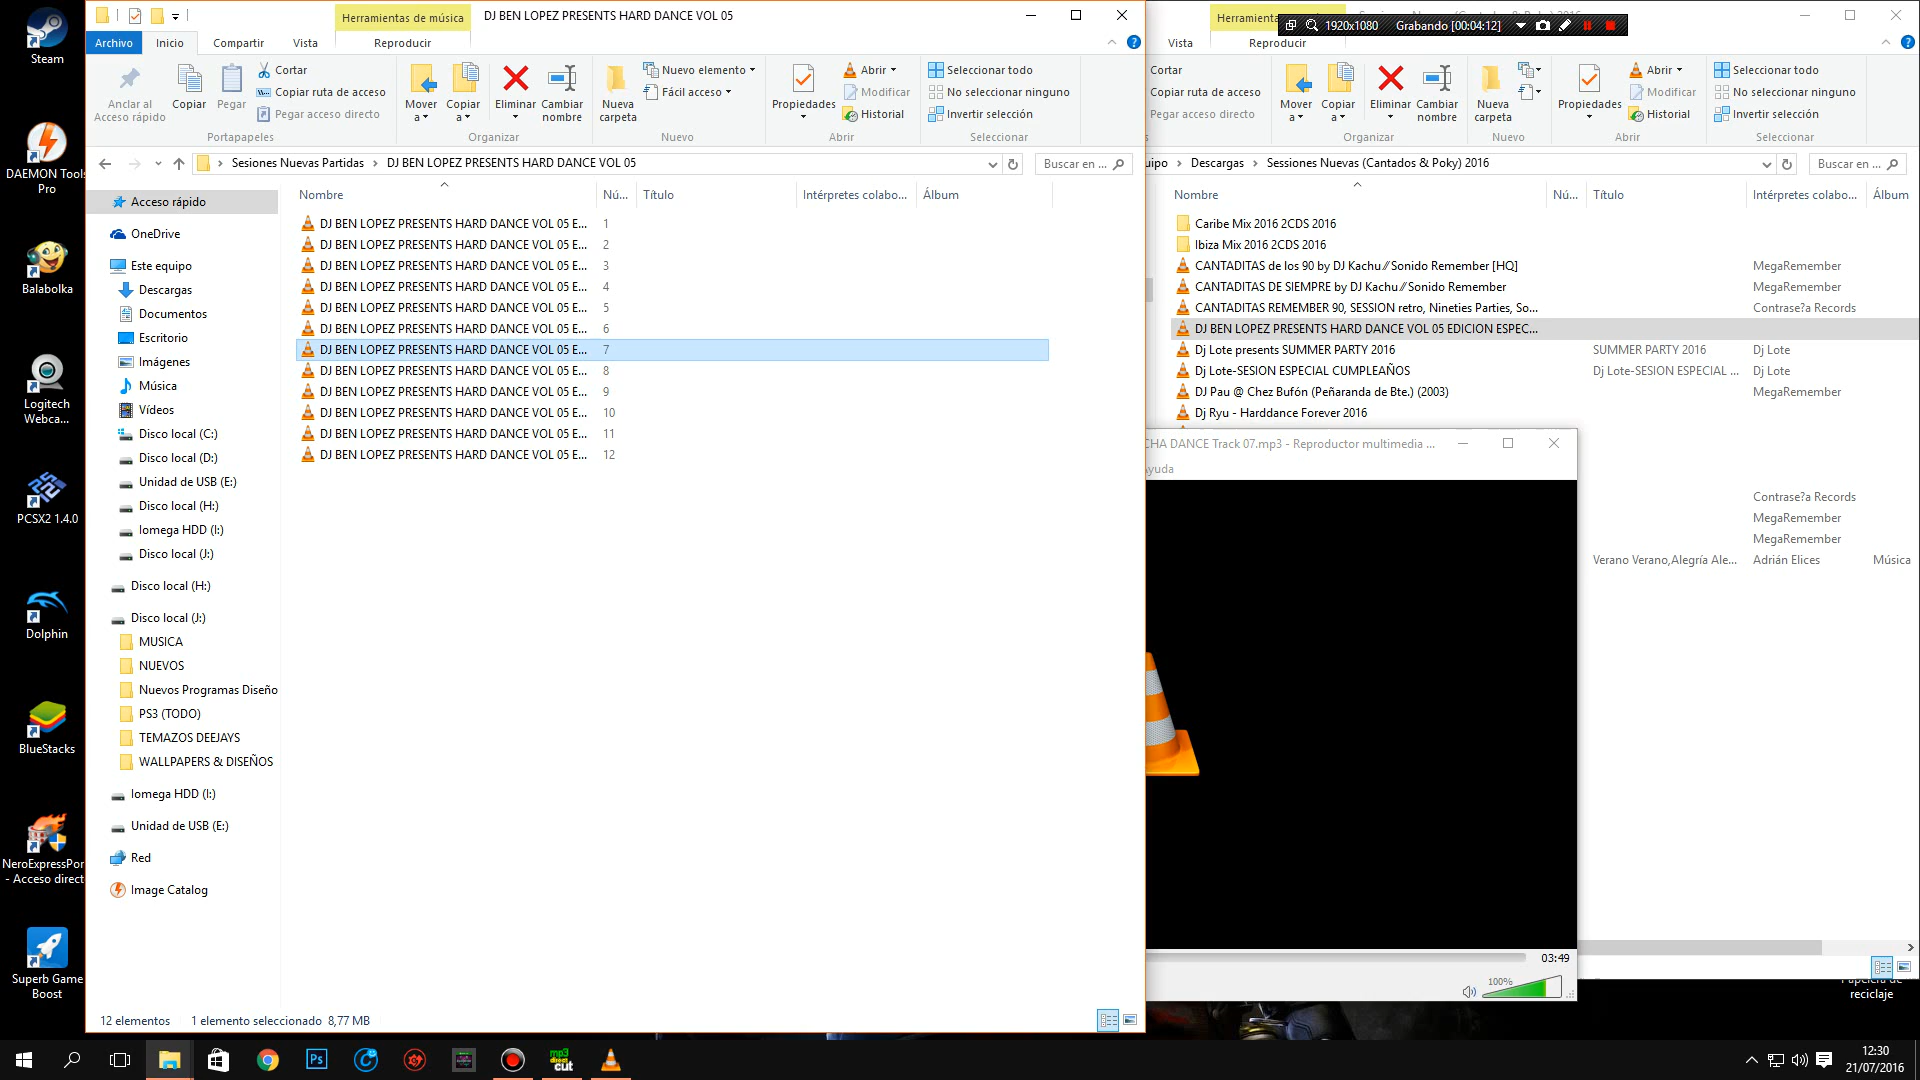 Steam
DAEMON Tools Pro
Balabolka
Logitech Webca...
PCSX2 1.4.0
Dolphin
BlueStacks
NeroExpressPor - Acceso direct
Superb Game Boost
Herramientas de música
DJ BEN LOPEZ PRESENTS HARD DANCE VOL 05
Archivo
Inicio
Compartir
Vista
Reproducir
Anclar al Acceso rápido
Copiar
Pegar
Cortar
Copiar ruta de acceso
Pegar acceso directo
Portapapeles
Mover a
Copiar a
Eliminar
Cambiar nombre
Organizar
Nueva carpeta
Nuevo elemento
Fácil acceso
Nuevo
Propiedades
Abrir
Modificar
Historial
Abrir
Seleccionar todo
No seleccionar ninguno
Invertir selección
Seleccionar
Sesiones Nuevas Partidas
DJ BEN LOPEZ PRESENTS HARD DANCE VOL 05
Buscar en ...
Acceso rápido
OneDrive
Este equipo
Descargas
Documentos
Escritorio
Imágenes
Música
Vídeos
Disco local (C:)
Disco local (D:)
Unidad de USB (E:)
Disco local (H:)
Iomega HDD (I:)
Disco local (J:)
Disco local (H:)
Disco local (J:)
MUSICA
NUEVOS
Nuevos Programas Diseño
PS3 (TODO)
TEMAZOS DEEJAYS
WALLPAPERS & DISEÑOS
Iomega HDD (I:)
Unidad de USB (E:)
Red
Image Catalog
Nombre Nú... Título Intérpretes colabo... Álbum
DJ BEN LOPEZ PRESENTS HARD DANCE VOL 05 E... 1
DJ BEN LOPEZ PRESENTS HARD DANCE VOL 05 E... 2
DJ BEN LOPEZ PRESENTS HARD DANCE VOL 05 E... 3
DJ BEN LOPEZ PRESENTS HARD DANCE VOL 05 E... 4
DJ BEN LOPEZ PRESENTS HARD DANCE VOL 05 E... 5
DJ BEN LOPEZ PRESENTS HARD DANCE VOL 05 E... 6
DJ BEN LOPEZ PRESENTS HARD DANCE VOL 05 E... 7
DJ BEN LOPEZ PRESENTS HARD DANCE VOL 05 E... 8
DJ BEN LOPEZ PRESENTS HARD DANCE VOL 05 E... 9
DJ BEN LOPEZ PRESENTS HARD DANCE VOL 05 E... 10
DJ BEN LOPEZ PRESENTS HARD DANCE VOL 05 E... 11
DJ BEN LOPEZ PRESENTS HARD DANCE VOL 05 E... 12
12 elementos 1 elemento seleccionado 8,77 MB
Herramienta
1920x1080 Grabando [00:04:12]
Vista
Reproducir
Cortar
Copiar ruta de acceso
Pegar acceso directo
Mover a
Copiar a
Eliminar
Cambiar nombre
Organizar
Nueva carpeta
Nuevo
Propiedades
Abrir
Modificar
Historial
Abrir
Seleccionar todo
No seleccionar ninguno
Invertir selección
Seleccionar
uipo
Descargas
Sessiones Nuevas (Cantados & Poky) 2016
Buscar en ...
Nombre Nú... Título Intérpretes colabo... Álbum
Caribe Mix 2016 2CDS 2016
Ibiza Mix 2016 2CDS 2016
CANTADITAS de los 90 by DJ Kachu//Sonido Remember [HQ] MegaRemember
CANTADITAS DE SIEMPRE by DJ Kachu//Sonido Remember MegaRemember
CANTADITAS REMEMBER 90, SESSION retro, Nineties Parties, So... Contrase?a Records
DJ BEN LOPEZ PRESENTS HARD DANCE VOL 05 EDICION ESPEC...
Dj Lote presents SUMMER PARTY 2016 SUMMER PARTY 2016 Dj Lote
Dj Lote-SESION ESPECIAL CUMPLEAÑOS Dj Lote-SESION ESPECIAL ... Dj Lote
DJ Pau @ Chez Bufón (Peñaranda de Bte.) (2003) MegaRemember
Dj Ryu - Harddance Forever 2016
Contrase?a Records
MegaRemember
MegaRemember
Verano Verano,Alegría Ale... Adrián Elices Música
CHA DANCE Track 07.mp3 - Reproductor multimedia ...
yuda
03:49
100%
Papelera de reciclaje
Ps
mp3 direct cut
12:30
21/07/2016